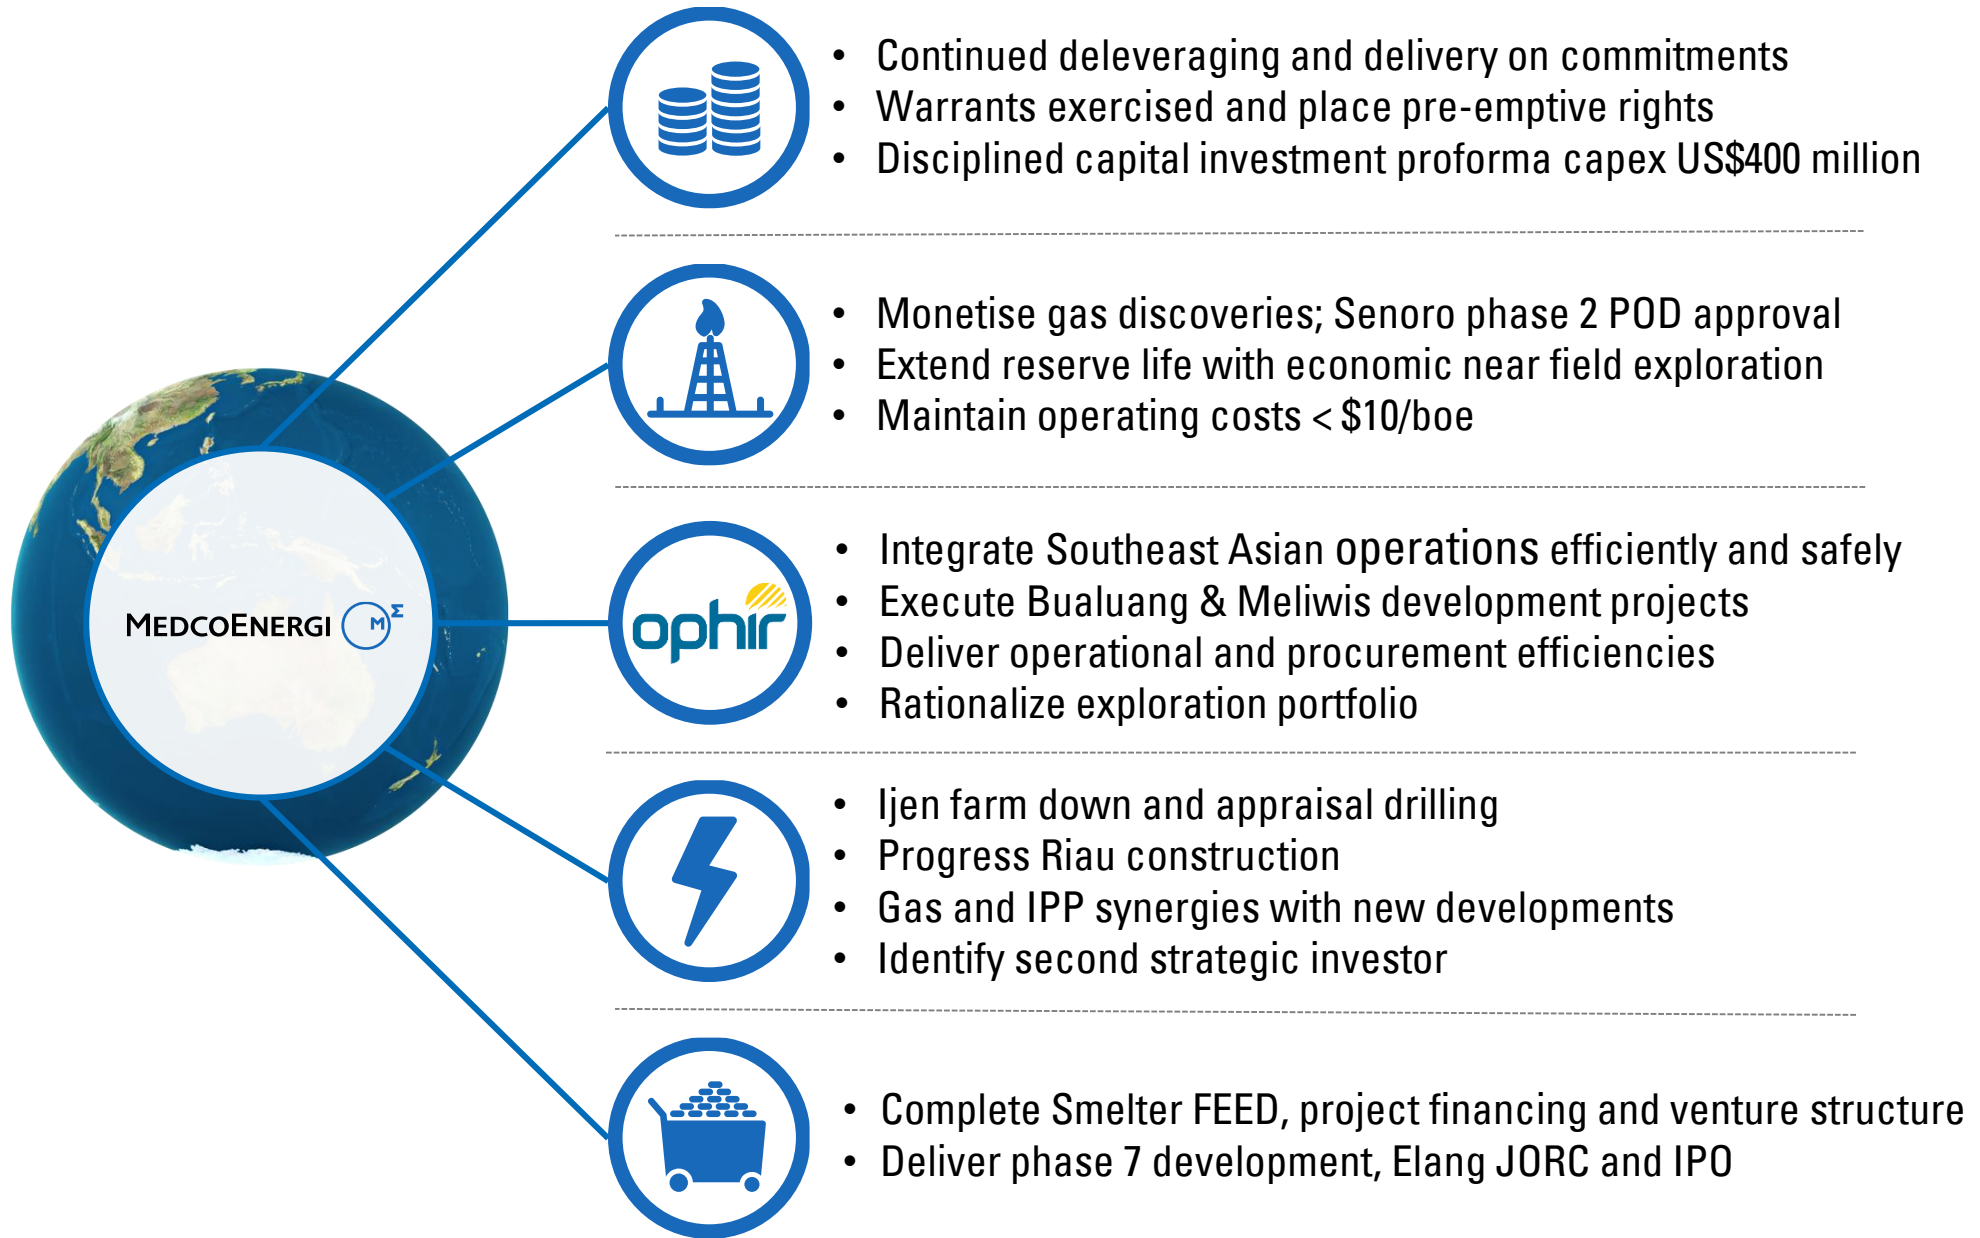 • Continued deleveraging and delivery on commitments
• Warrants exercised and place pre-emptive rights
• Disciplined capital investment proforma capex US$400 million
• Monetise gas discoveries; Senoro phase 2 POD approval
• Extend reserve life with economic near field exploration
• Maintain operating costs < $10/boe
MEDCOENERGI M E
ophir
• Integrate Southeast Asian operations efficiently and safely
• Execute Bualuang & Meliwis development projects
• Deliver operational and procurement efficiencies
• Rationalize exploration portfolio
• Ijen farm down and appraisal drilling
• Progress Riau construction
• Gas and IPP synergies with new developments
• Identify second strategic investor
• Complete Smelter FEED, project financing and venture structure
• Deliver phase 7 development, Elang JORC and IPO